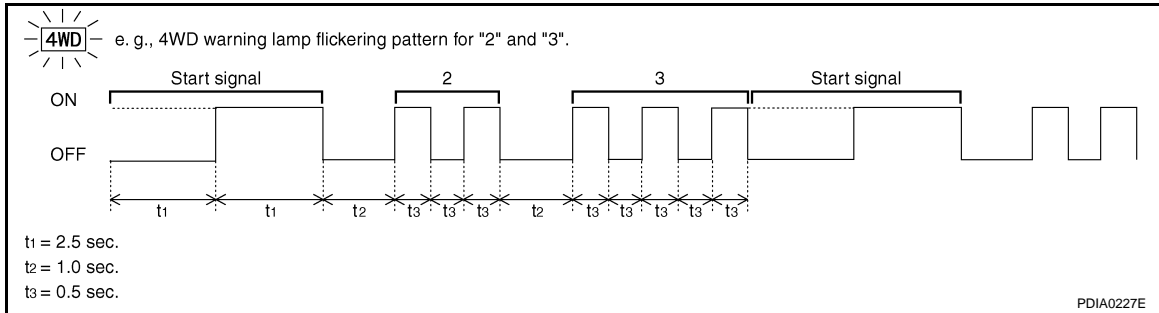 4WD e. g., 4WD warning lamp flickering pattern for "2" and "3".
Start signal 2 3 Start signal
ON
OFF
t1 t1 t2 t3 t3 t3 t2 t3 t3 t3 t3 t3
t1 = 2.5 sec.
t2 = 1.0 sec.
t3 = 0.5 sec.
PDIA0227E